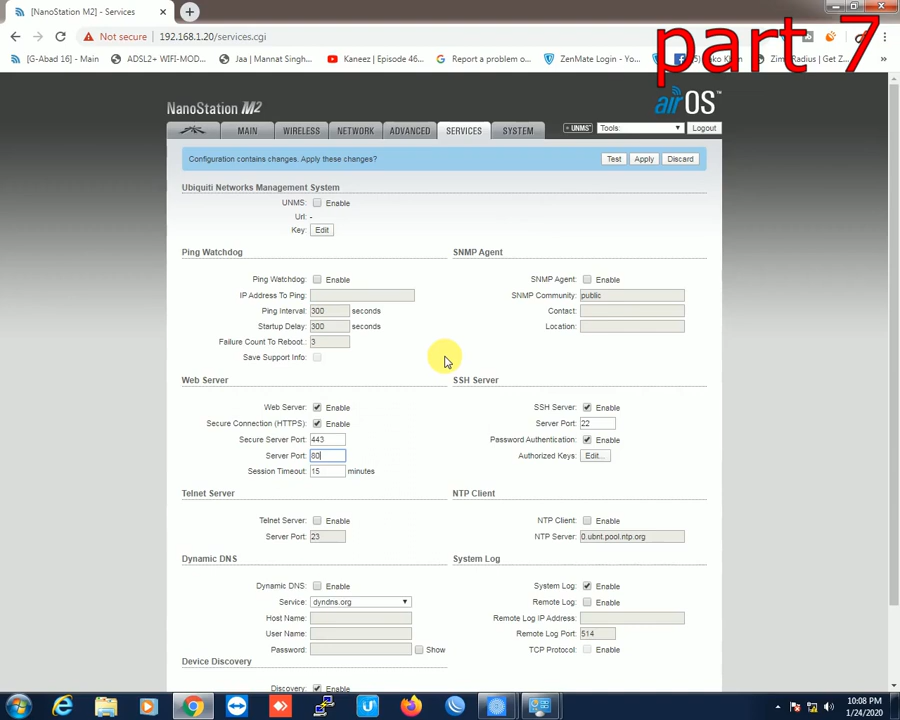 [NanoStation M2] - Services
Not secure 192.168.1.20/services.cgi
[G-Abad 16] - Main ADSL2+ WIFI-MOD... Jaa | Mannat Singh... Kaneez | Episode 46... Report a problem o... ZenMate Login - Yo...
part 7
NanoStation M2 airOS™
MAIN WIRELESS NETWORK ADVANCED SERVICES SYSTEM UNMS™ Tools: Logout
Configuration contains changes. Apply these changes? Test Apply Discard
Ubiquiti Networks Management System
UNMS: Enable
Url: -
Key: Edit
Ping Watchdog SNMP Agent
Ping Watchdog: Enable SNMP Agent: Enable
IP Address To Ping: SNMP Community: public
Ping Interval: 300 seconds Contact:
Startup Delay: 300 seconds Location:
Failure Count To Reboot.: 3
Save Support Info:
Web Server SSH Server
Web Server: Enable SSH Server: Enable
Secure Connection (HTTPS): Enable Server Port: 22
Secure Server Port: 443 Password Authentication: Enable
Server Port: 80 Authorized Keys: Edit...
Session Timeout: 15 minutes
Telnet Server NTP Client
Telnet Server: Enable NTP Client: Enable
Server Port: 23 NTP Server: 0.ubnt.pool.ntp.org
Dynamic DNS System Log
Dynamic DNS: Enable System Log: Enable
Service: dyndns.org Remote Log: Enable
Host Name: Remote Log IP Address:
User Name: Remote Log Port: 514
Password: Show TCP Protocol: Enable
Device Discovery
Discovery: Enable
10:08 PM
1/24/2020